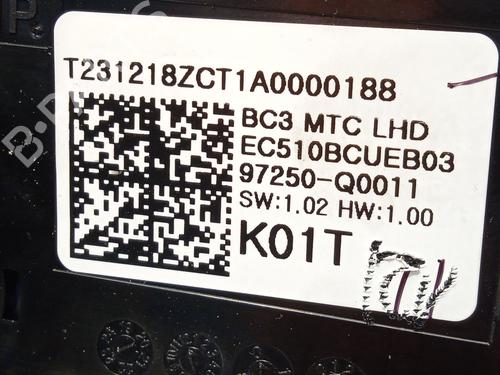 T231218ZCT1A0000188
BC3 MTC LHD
EC510BCUEB03
97250-Q0011
SW:1.02 HW:1.00
K01T